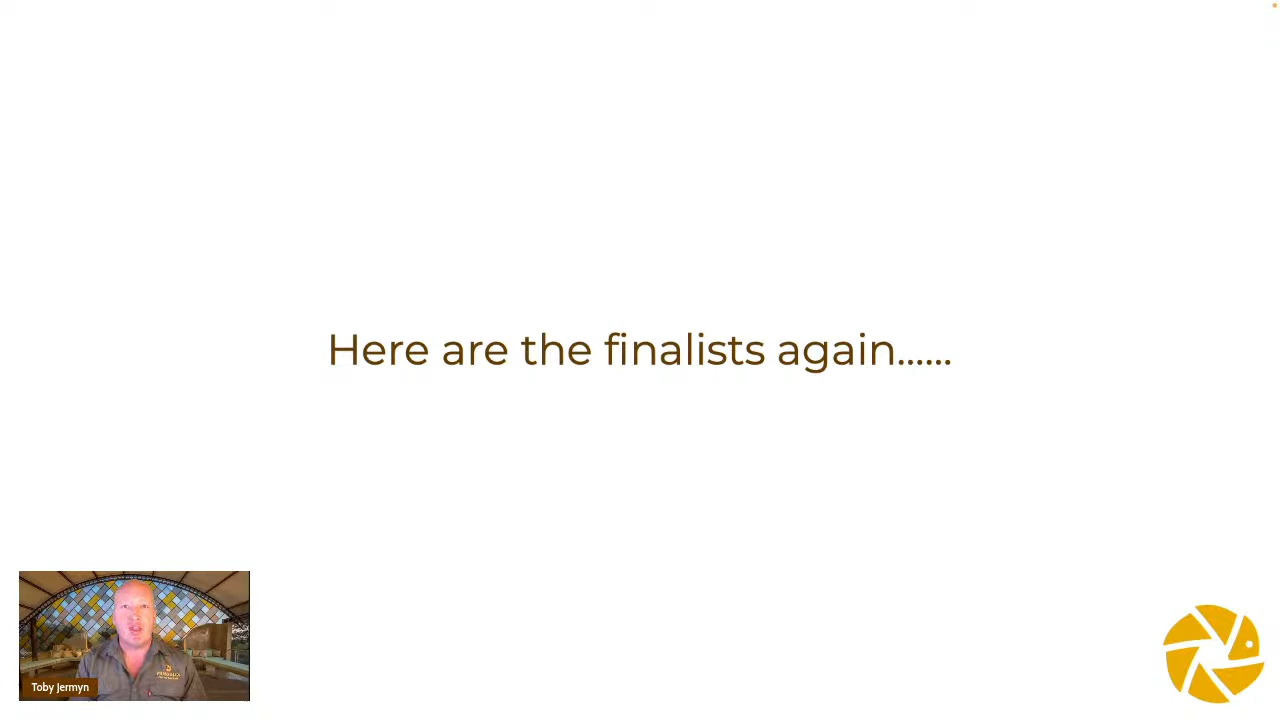 Here are the finalists again......
Toby Jermyn